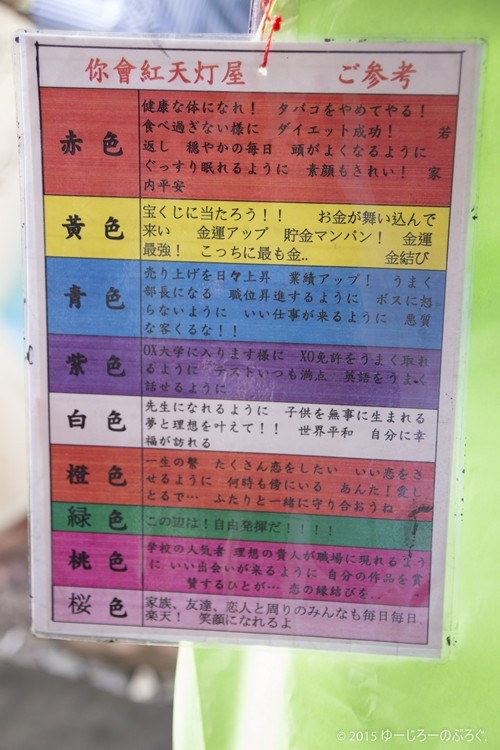 你會紅天灯屋 ご参考
赤色
健康な体になれ！ タバコをやめてやる！
食べ過ぎない様に ダイエット成功！ 若
返し 穏やかの毎日 頭がよくなるように
ぐっすり眠れるように 素顔もきれい！ 家
内平安
黃色
宝くじに当たろう！！ お金が舞い込んで
来い 金運アップ 貯金マンバン！ 金運
最強！ こっちに最も金.. 金結び
青色
売り上げを日々上昇 業績アップ！ うまく
部長になる 職位昇進するように ボスに怒
らないように いい仕事が来るように 悪質
な客くるな！！
紫色
OX大学に入ります様に XO免許をうまく取れ
るように テストいつも満点 英語をうまく
話せるように
白色
先生になれるように 子供を無事に生まれる
夢と理想を叶えて！！ 世界平和 自分に幸
福が訪れる
橙色
一生の繋 たくさん恋をしたい いい恋をさ
せるように 何時も傍にいる あんた！愛し
とるで… ふたりと一緒に守り合おうね
緑色
この辺は！自由発揮だ！！！！
桃色
学校の人気者 理想の貴人が職場に現れるよう
に いい出会いが来るように 自分の作品を賞
賛するひとが… 恋の縁結びを..
桜色
家族、友達、恋人と周りのみんなも毎日毎日
楽天！ 笑顔になれるよ
© 2015 ゆーじろーのぶろぐ.